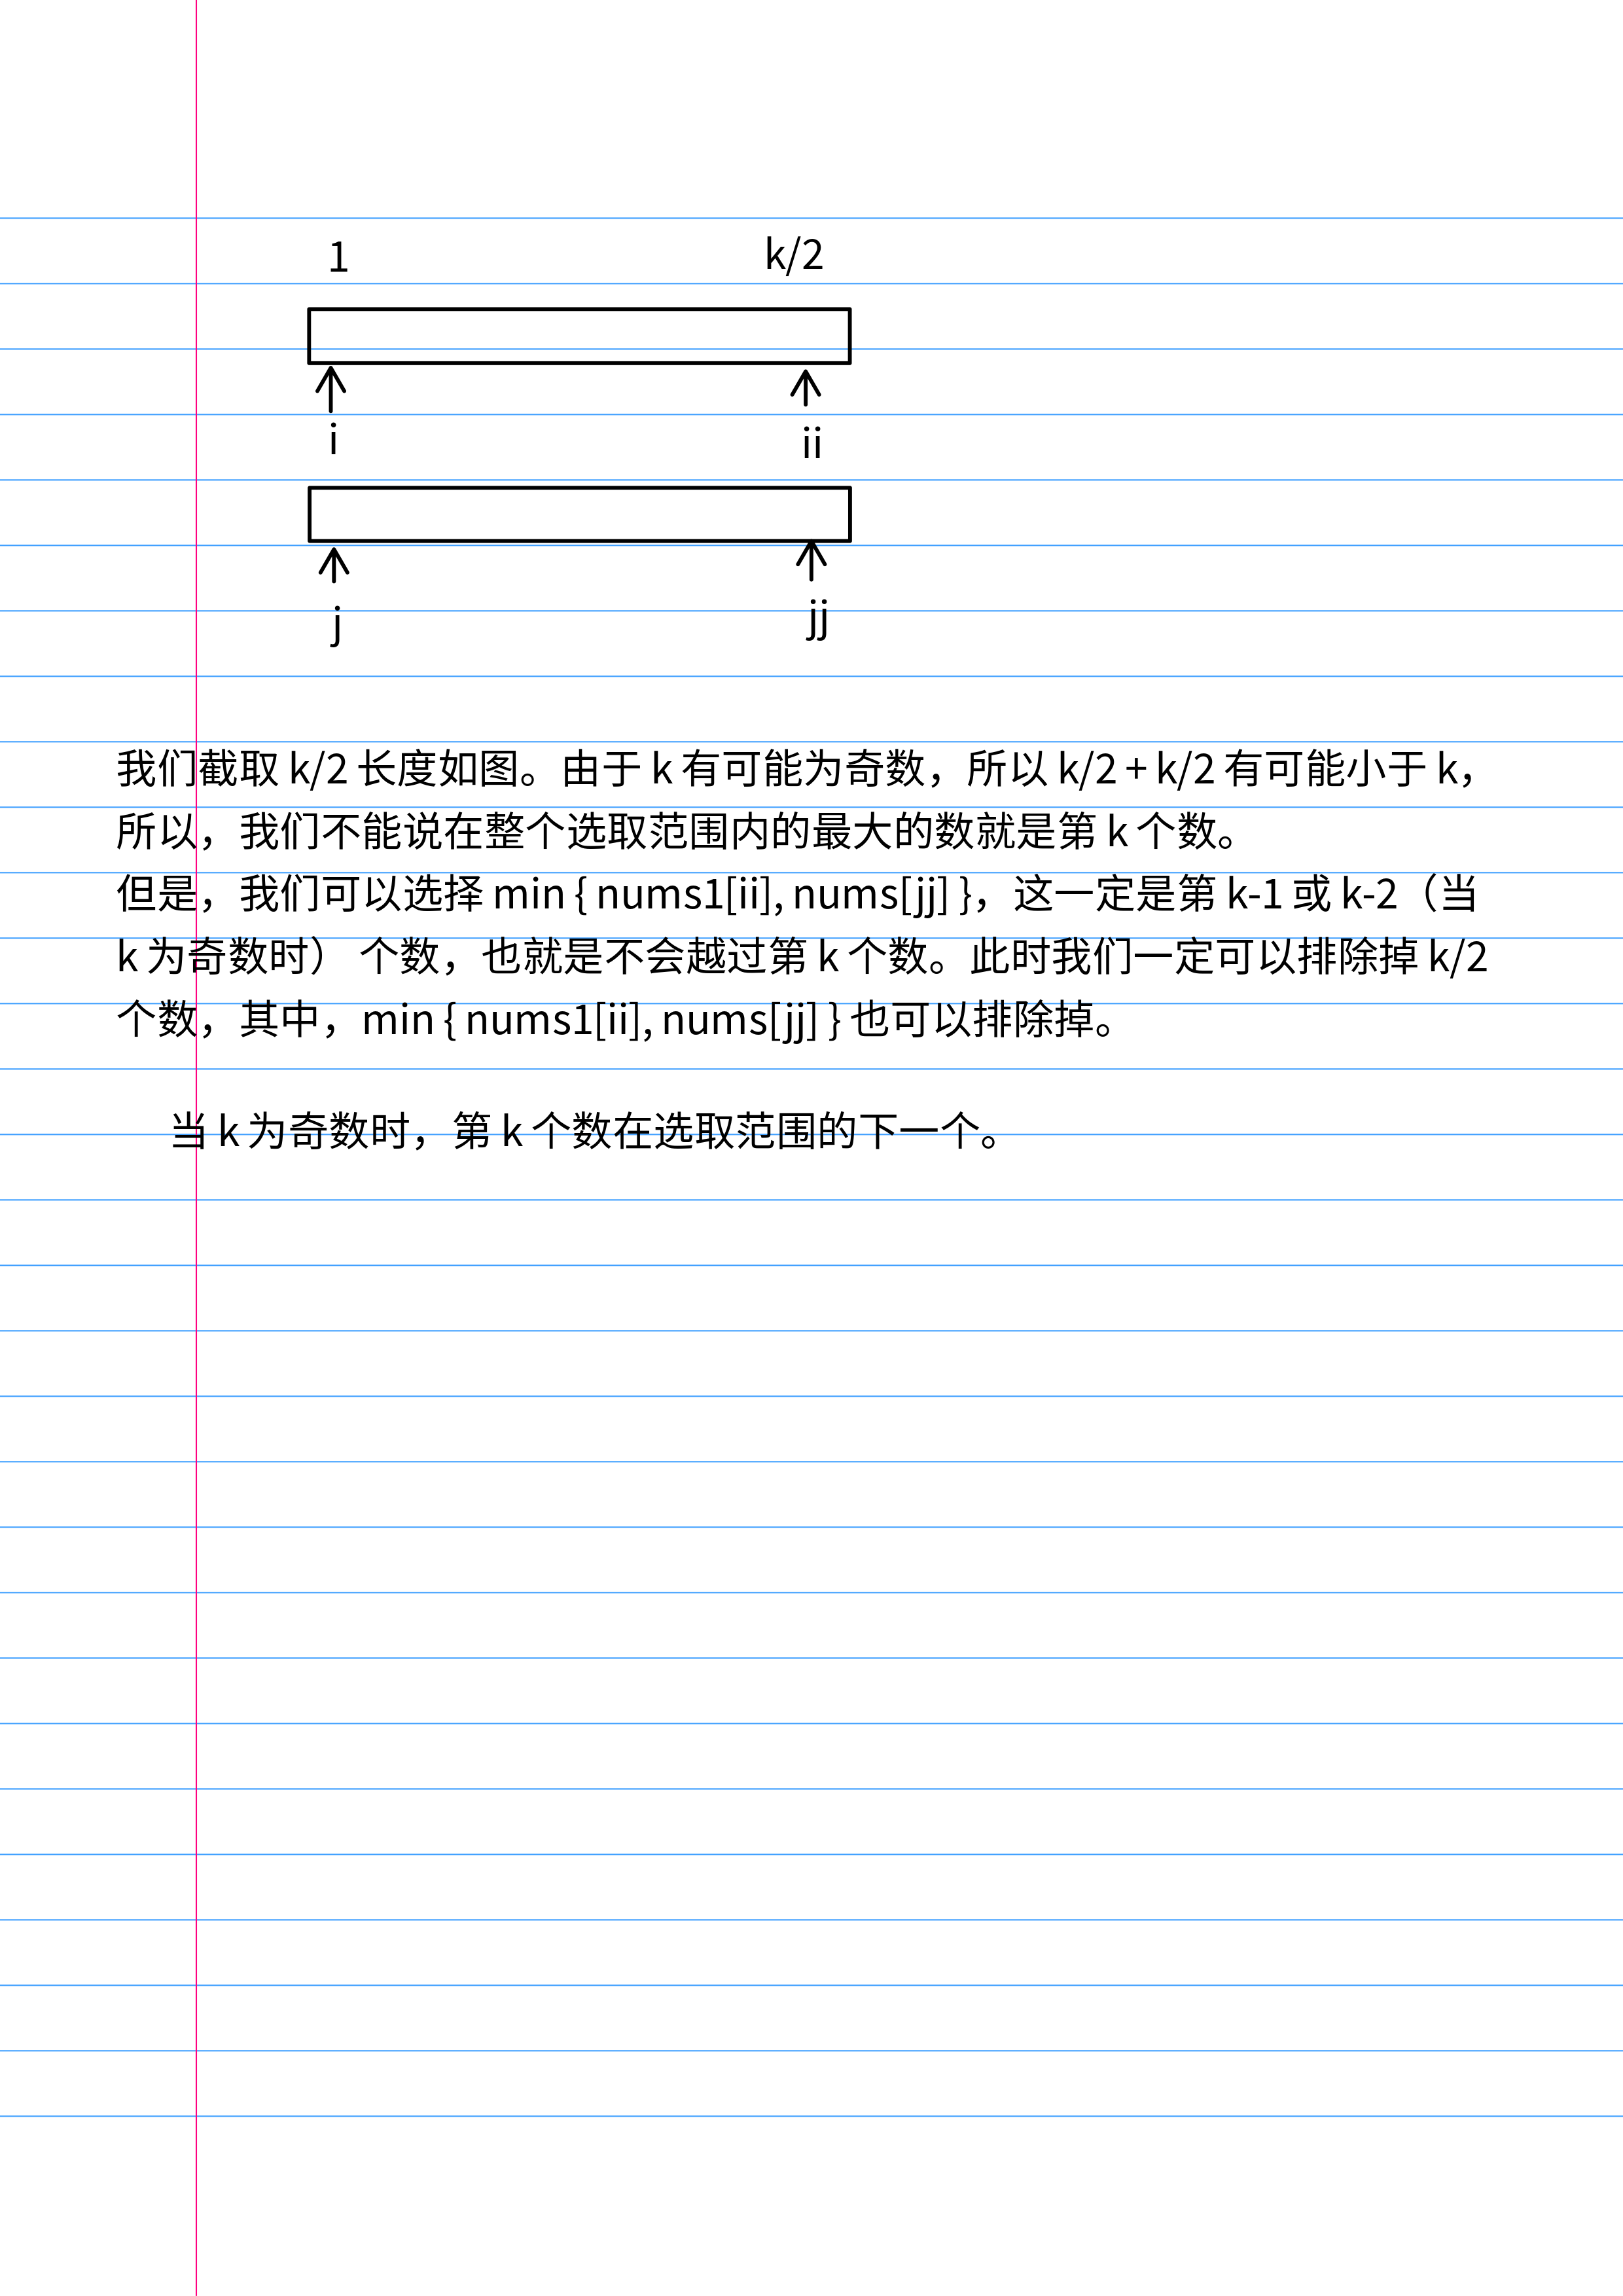 1 k/2
i ii
j jj
我们截取 k/2 长度如图。由于 k 有可能为奇数，所以 k/2 + k/2 有可能小于 k，
所以，我们不能说在整个选取范围内的最大的数就是第 k 个数。
但是，我们可以选择 min { nums1[ii], nums[jj] }，这一定是第 k-1 或 k-2（当
k 为奇数时） 个数，也就是不会越过第 k 个数。此时我们一定可以排除掉 k/2
个数，其中，min { nums1[ii], nums[jj] } 也可以排除掉。
当 k 为奇数时，第 k 个数在选取范围的下一个。